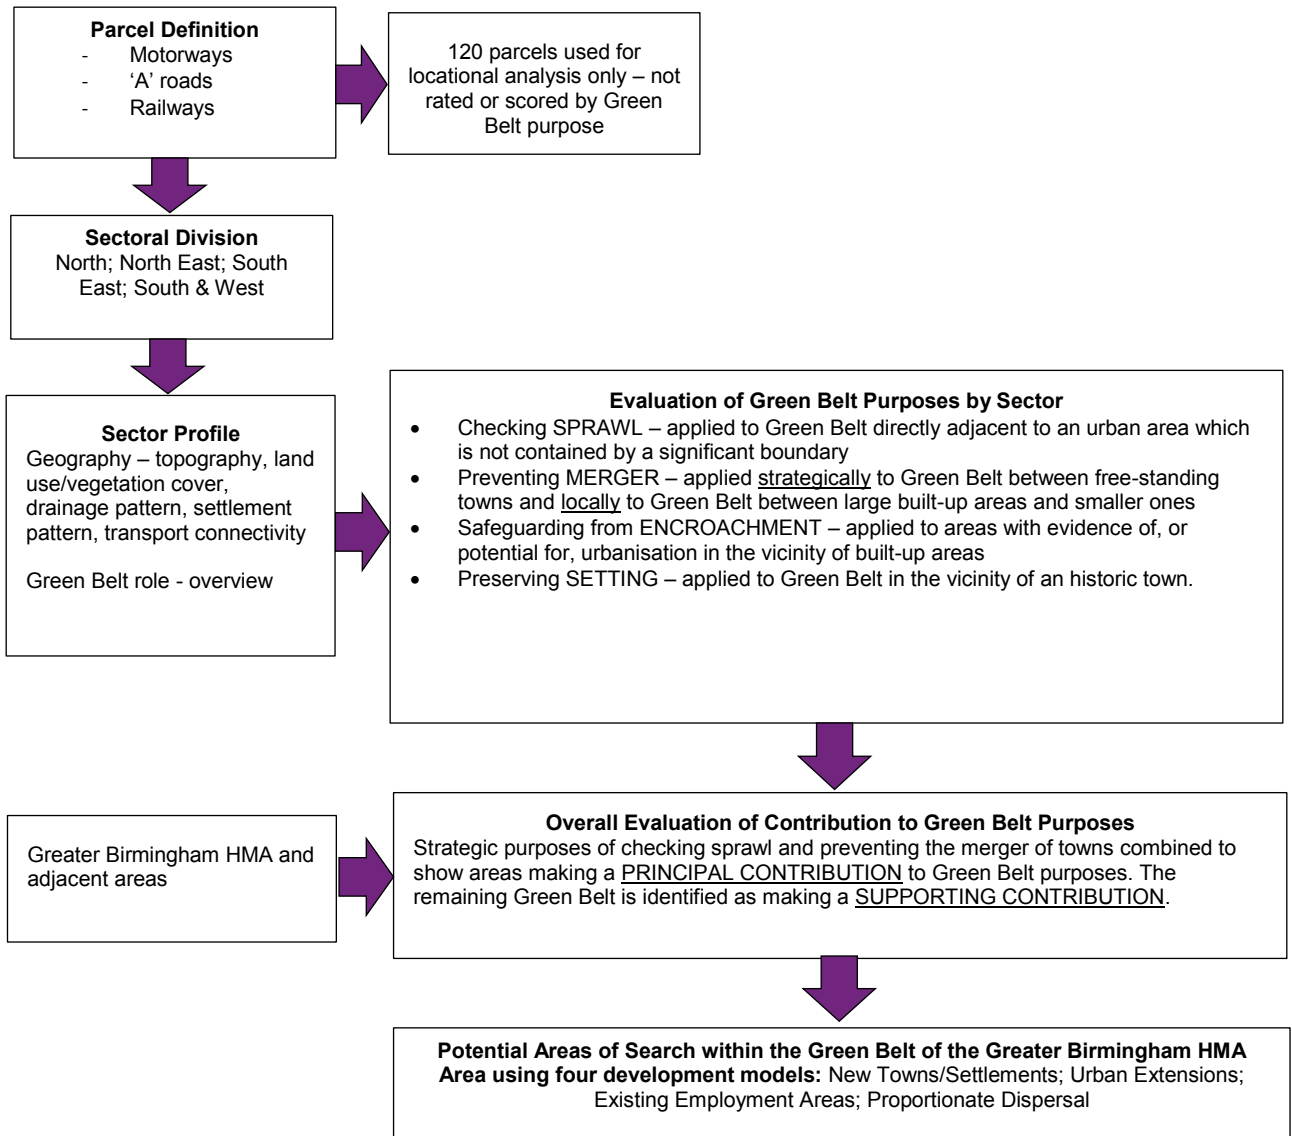 Parcel Definition
- Motorways
- ‘A’ roads
- Railways
120 parcels used for
locational analysis only – not
rated or scored by Green
Belt purpose
Sectoral Division
North; North East; South
East; South & West
Sector Profile
Geography – topography, land
use/vegetation cover,
drainage pattern, settlement
pattern, transport connectivity
Green Belt role - overview
Evaluation of Green Belt Purposes by Sector
• Checking SPRAWL – applied to Green Belt directly adjacent to an urban area which
is not contained by a significant boundary
• Preventing MERGER – applied strategically to Green Belt between free-standing
towns and locally to Green Belt between large built-up areas and smaller ones
• Safeguarding from ENCROACHMENT – applied to areas with evidence of, or
potential for, urbanisation in the vicinity of built-up areas
• Preserving SETTING – applied to Green Belt in the vicinity of an historic town.
Greater Birmingham HMA and
adjacent areas
Overall Evaluation of Contribution to Green Belt Purposes
Strategic purposes of checking sprawl and preventing the merger of towns combined to
show areas making a PRINCIPAL CONTRIBUTION to Green Belt purposes. The
remaining Green Belt is identified as making a SUPPORTING CONTRIBUTION.
Potential Areas of Search within the Green Belt of the Greater Birmingham HMA
Area using four development models: New Towns/Settlements; Urban Extensions;
Existing Employment Areas; Proportionate Dispersal